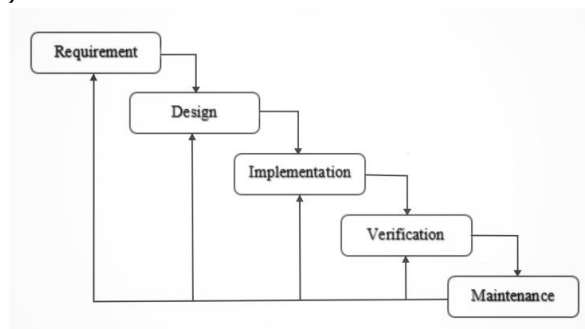 Requirement
Design
Implementation
Verification
Maintenance